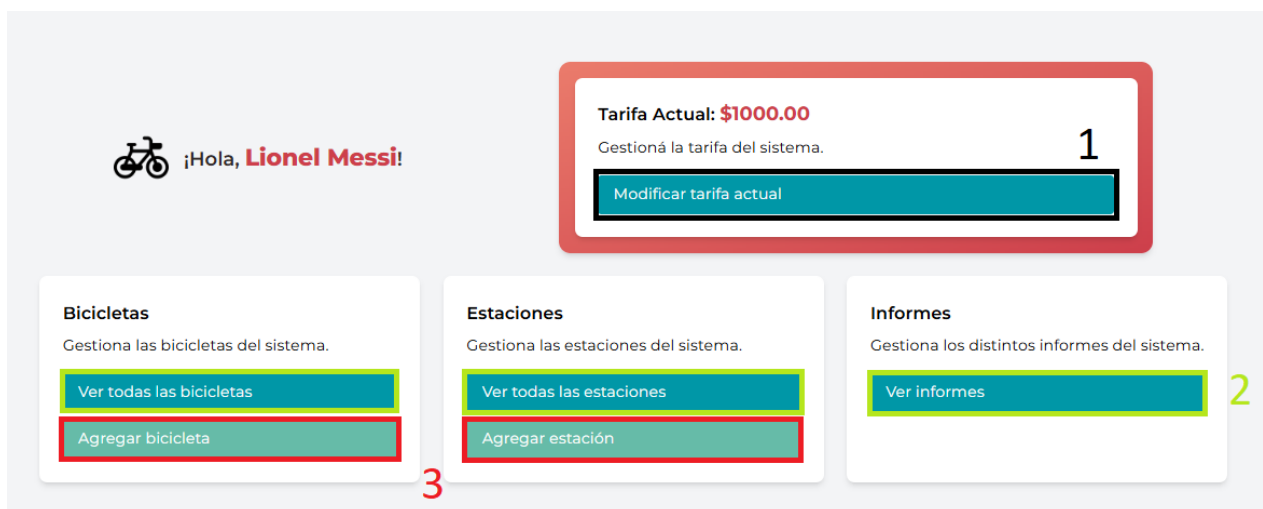 ¡Hola, Lionel Messi!
Tarifa Actual: $1000.00
Gestioná la tarifa del sistema.
1
Modificar tarifa actual
Bicicletas
Gestiona las bicicletas del sistema.
Ver todas las bicicletas
Agregar bicicleta
3
Estaciones
Gestiona las estaciones del sistema.
Ver todas las estaciones
Agregar estación
Informes
Gestiona los distintos informes del sistema.
Ver informes
2